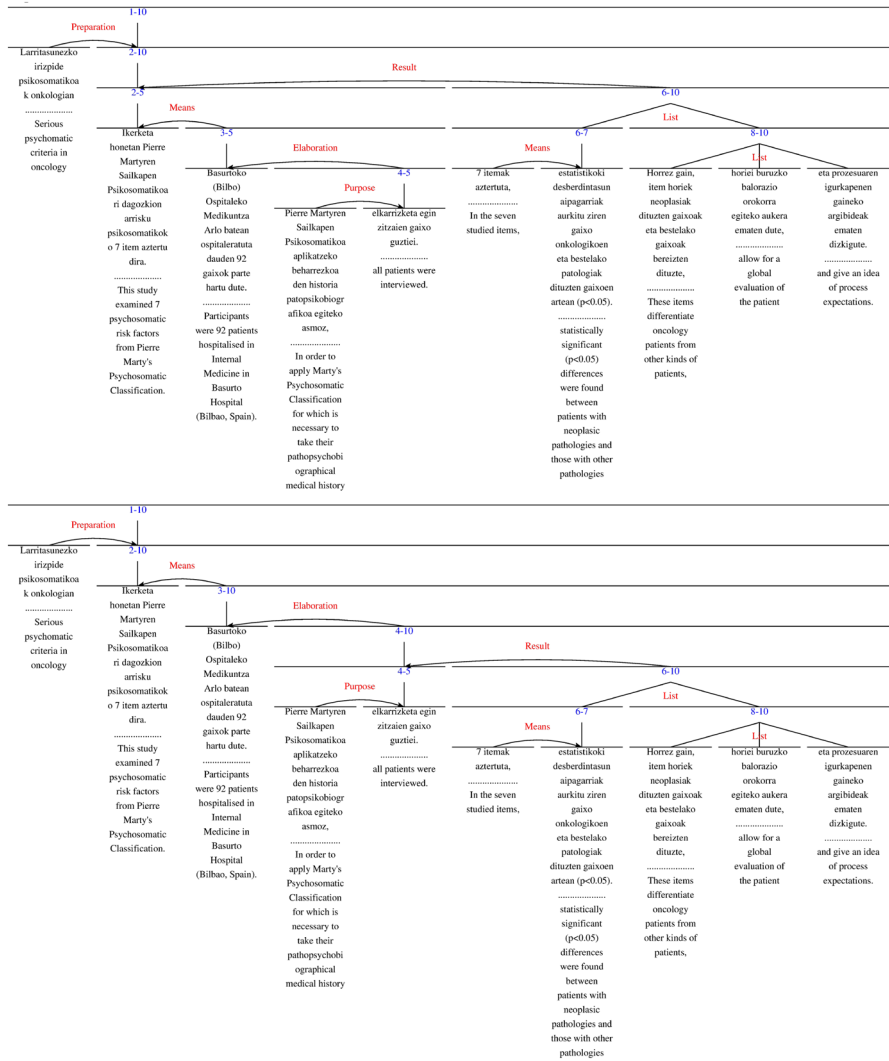 1-10
Preparation
2-10
Larritasunezko
irizpide
psikosomatikoa
k onkologian
....................
Serious
psychomatic
criteria in
oncology
Result
2-5
6-10
Means
List
Ikerketa
honetan Pierre
Martyren
Sailkapen
Psikosomatikoa
ri dagozkion
arrisku
psikosomatikok
o 7 item aztertu
dira.
....................
This study
examined 7
psychosomatic
risk factors
from Pierre
Marty's
Psychosomatic
Classification.
3-5
Elaboration
Basurtoko
(Bilbo)
Ospitaleko
Medikuntza
Arlo batean
ospitaleratuta
dauden 92
gaixok parte
hartu dute.
....................
Participants
were 92 patients
hospitalised in
Internal
Medicine in
Basurto
Hospital
(Bilbao, Spain).
4-5
Purpose
Pierre Martyren
Sailkapen
Psikosomatikoa
aplikatzeko
beharrezkoa
den historia
patopsikobiogr
afikoa egiteko
asmoz,
....................
In order to
apply Marty's
Psychosomatic
Classification
for which is
necessary to
take their
pathopsychobi
ographical
medical history
elkarrizketa egin
zitzaien gaixo
guztiei.
....................
all patients were
interviewed.
6-7
Means
7 itemak
aztertuta,
....................
In the seven
studied items,
estatistikoki
desberdintasun
aipagarriak
aurkitu ziren
gaixo
onkologikoen
eta bestelako
patologiak
dituzten gaixoen
artean (p<0.05).
....................
statistically
significant
(p<0.05)
differences
were found
between
patients with
neoplasic
pathologies and
those with other
pathologies
8-10
List
Horrez gain,
item horiek
neoplasiak
dituzten gaixoak
eta bestelako
gaixoak
bereizten
dituzte,
....................
These items
differentiate
oncology
patients from
other kinds of
patients,
horiei buruzko
balorazio
orokorra
egiteko aukera
ematen dute,
....................
allow for a
global
evaluation of
the patient
eta prozesuaren
igurkapenen
gaineko
argibideak
ematen
dizkigute.
....................
and give an idea
of process
expectations.
1-10
Preparation
2-10
Larritasunezko
irizpide
psikosomatikoa
k onkologian
....................
Serious
psychomatic
criteria in
oncology
Means
Ikerketa
honetan Pierre
Martyren
Sailkapen
Psikosomatikoa
ri dagozkion
arrisku
psikosomatikok
o 7 item aztertu
dira.
....................
This study
examined 7
psychosomatic
risk factors
from Pierre
Marty's
Psychosomatic
Classification.
3-10
Elaboration
Basurtoko
(Bilbo)
Ospitaleko
Medikuntza
Arlo batean
ospitaleratuta
dauden 92
gaixok parte
hartu dute.
....................
Participants
were 92 patients
hospitalised in
Internal
Medicine in
Basurto
Hospital
(Bilbao, Spain).
4-10
Result
4-5
6-10
Purpose
List
Pierre Martyren
Sailkapen
Psikosomatikoa
aplikatzeko
beharrezkoa
den historia
patopsikobiogr
afikoa egiteko
asmoz,
....................
In order to
apply Marty's
Psychosomatic
Classification
for which is
necessary to
take their
pathopsychobi
ographical
medical history
elkarrizketa egin
zitzaien gaixo
guztiei.
....................
all patients were
interviewed.
6-7
Means
7 itemak
aztertuta,
....................
In the seven
studied items,
estatistikoki
desberdintasun
aipagarriak
aurkitu ziren
gaixo
onkologikoen
eta bestelako
patologiak
dituzten gaixoen
artean (p<0.05).
....................
statistically
significant
(p<0.05)
differences
were found
between
patients with
neoplasic
pathologies and
those with other
pathologies
8-10
List
Horrez gain,
item horiek
neoplasiak
dituzten gaixoak
eta bestelako
gaixoak
bereizten
dituzte,
....................
These items
differentiate
oncology
patients from
other kinds of
patients,
horiei buruzko
balorazio
orokorra
egiteko aukera
ematen dute,
....................
allow for a
global
evaluation of
the patient
eta prozesuaren
igurkapenen
gaineko
argibideak
ematen
dizkigute.
....................
and give an idea
of process
expectations.